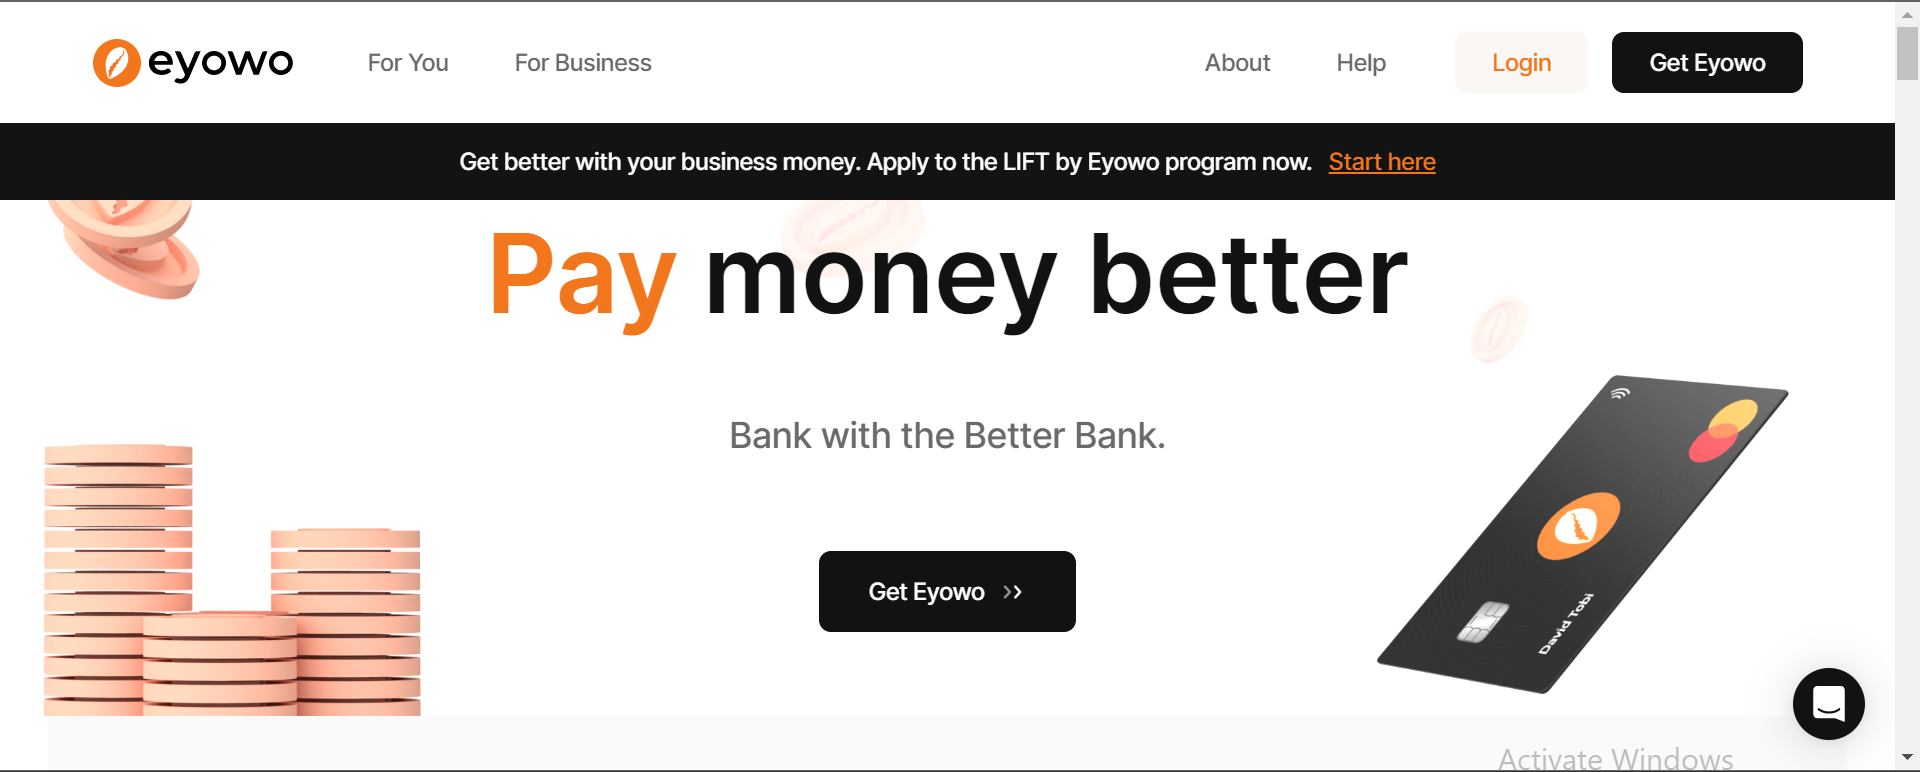 eyowo
For You
For Business
About
Help
Login
Get Eyowo
Get better with your business money. Apply to the LIFT by Eyowo program now. Start here
Pay money better
Bank with the Better Bank.
Get Eyowo
David Tobi
Activate Windows